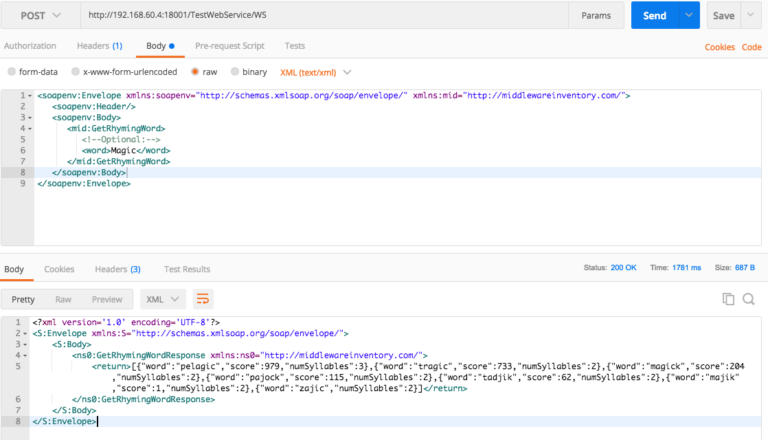 POST http://192.168.60.4:18001/TestWebService/WS Params Send Save
Authorization Headers (1) Body Pre-request Script Tests Cookies Code
form-data x-www-form-urlencoded raw binary XML (text/xml)
1 <soapenv:Envelope xmlns:soapenv="http://schemas.xmlsoap.org/soap/envelope/" xmlns:mid="http://middlewareinventory.com/">
2 <soapenv:Header/>
3 <soapenv:Body>
4 <mid:GetRhymingWord>
5 <!--Optional:-->
6 <word>Magic</word>
7 </mid:GetRhymingWord>
8 </soapenv:Body>
9 </soapenv:Envelope>
Body Cookies Headers (3) Test Results Status: 200 OK Time: 1781 ms Size: 687 B
Pretty Raw Preview XML
1 <?xml version='1.0' encoding='UTF-8'?>
2 <S:Envelope xmlns:S="http://schemas.xmlsoap.org/soap/envelope/">
3 <S:Body>
4 <ns0:GetRhymingWordResponse xmlns:ns0="http://middlewareinventory.com/">
5 <return>[{"word":"pelagic","score":979,"numSyllables":3},{"word":"tragic","score":733,"numSyllables":2},{"word":"magick","score":204
,"numSyllables":2},{"word":"pajock","score":115,"numSyllables":2},{"word":"tadjik","score":62,"numSyllables":2},{"word":"majik"
,"score":1,"numSyllables":2},{"word":"zajic","numSyllables":2}]</return>
6 </ns0:GetRhymingWordResponse>
7 </S:Body>
8 </S:Envelope>